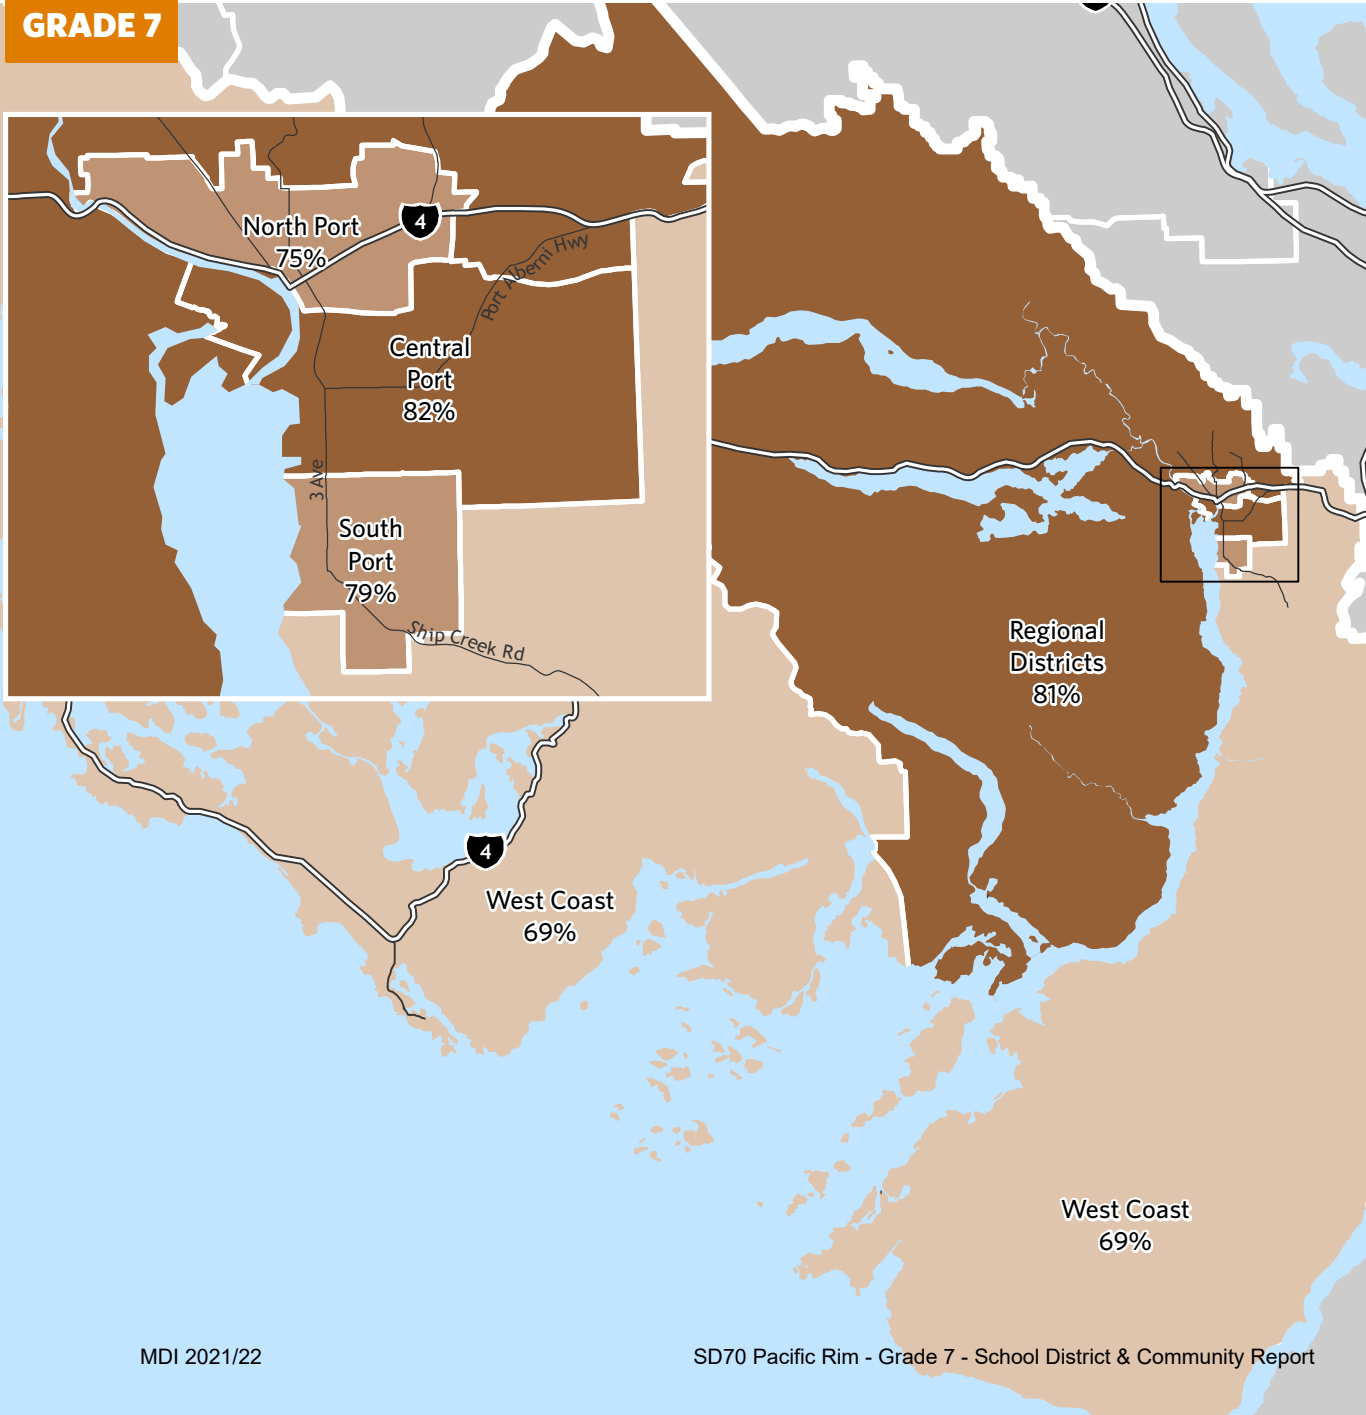 GRADE 7
4
North Port
75%
Port Alberni Hwy
Central
Port
82%
3 Ave
South
Port
79%
Ship Creek Rd
Regional
Districts
81%
4
West Coast
69%
West Coast
69%
MDI 2021/22
SD70 Pacific Rim - Grade 7 - School District & Community Report